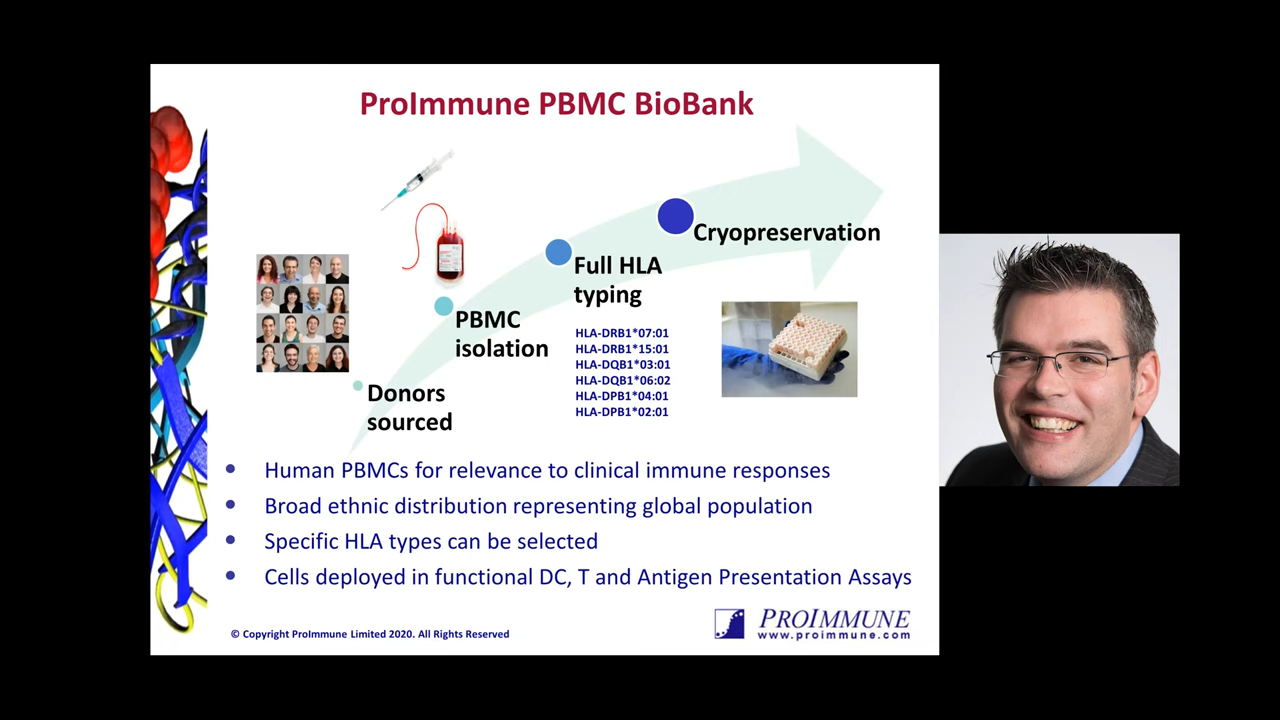 ProImmune PBMC BioBank
Cryopreservation
Full HLA
typing
PBMC
isolation
HLA-DRB1*07:01
HLA-DRB1*15:01
HLA-DQB1*03:01
HLA-DQB1*06:02
HLA-DPB1*04:01
HLA-DPB1*02:01
Donors
sourced
• Human PBMCs for relevance to clinical immune responses
• Broad ethnic distribution representing global population
• Specific HLA types can be selected
• Cells deployed in functional DC, T and Antigen Presentation Assays
© Copyright ProImmune Limited 2020. All Rights Reserved
PROIMMUNE
www.proimmune.com